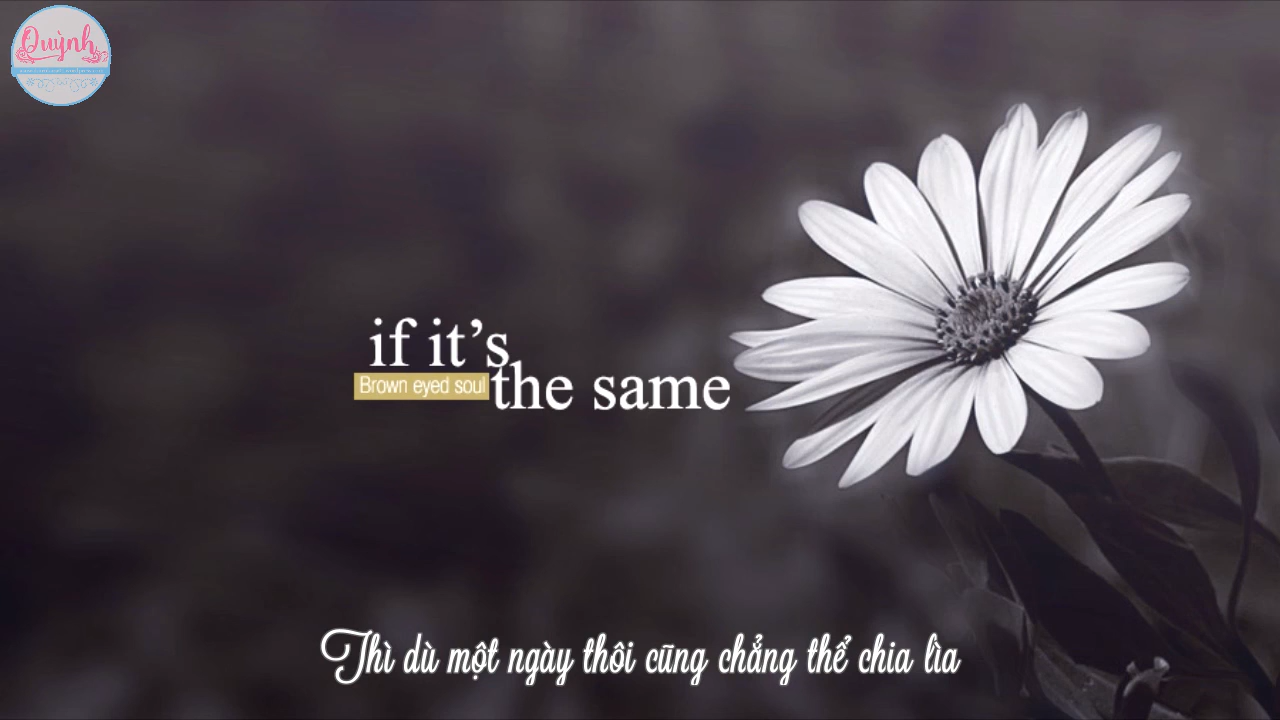 Quỳnh
if it’s
Brown eyed soul
the same
Thì dù một ngày thôi cũng chẳng thể chia lìa